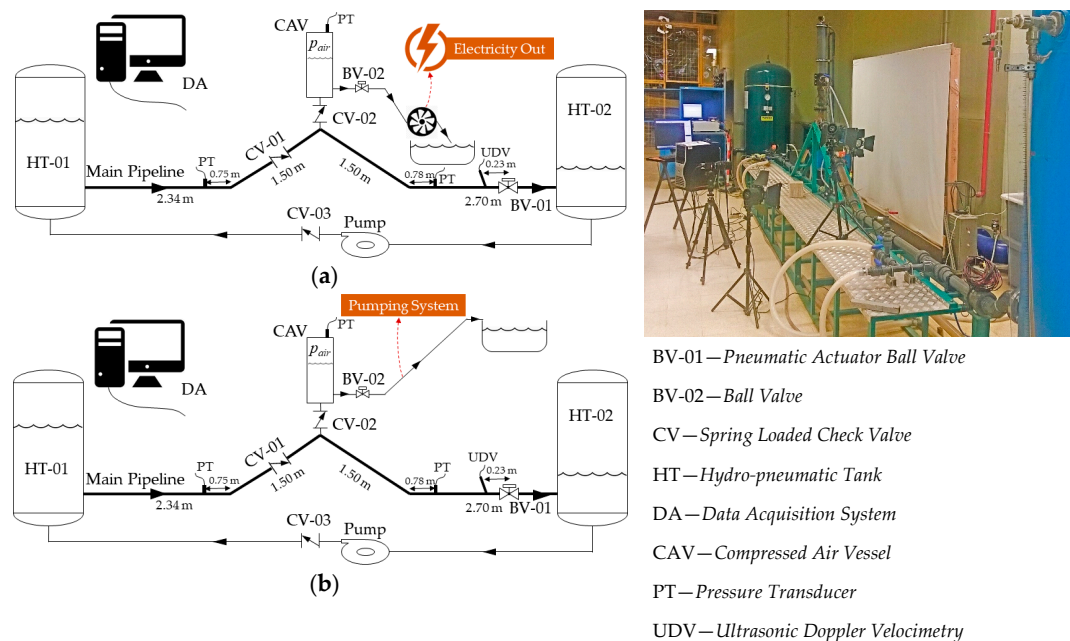 CAV
PT
p_air
Electricity Out
DA
BV-02
HT-01
HT-02
CV-02
CV-01
UDV
Main Pipeline
PT
0.75 m
1.50 m
1.50 m
0.78 m
PT
0.23 m
2.34 m
2.70 m
BV-01
CV-03
Pump
(a)
Pumping System
CAV
PT
p_air
DA
BV-02
HT-01
HT-02
CV-02
CV-01
UDV
Main Pipeline
PT
0.75 m
1.50 m
1.50 m
0.78 m
PT
0.23 m
2.34 m
2.70 m
BV-01
CV-03
Pump
(b)
BV-01—Pneumatic Actuator Ball Valve
BV-02—Ball Valve
CV—Spring Loaded Check Valve
HT—Hydro-pneumatic Tank
DA—Data Acquisition System
CAV—Compressed Air Vessel
PT—Pressure Transducer
UDV—Ultrasonic Doppler Velocimetry